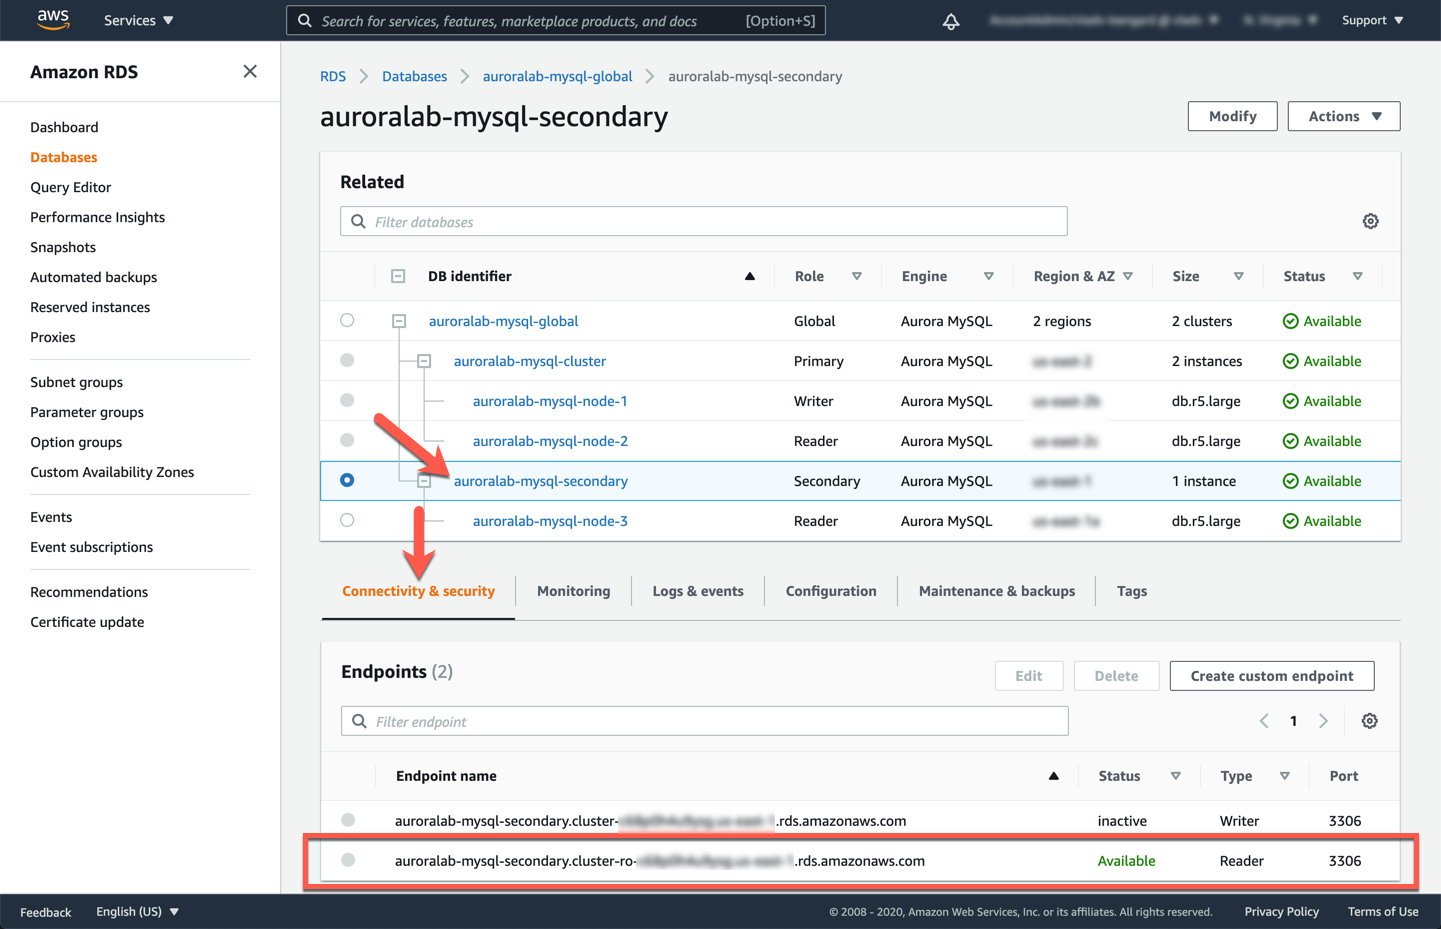 aws
Services
Search for services, features, marketplace products, and docs [Option+S]
Support
Amazon RDS
Dashboard
Databases
Query Editor
Performance Insights
Snapshots
Automated backups
Reserved instances
Proxies
Subnet groups
Parameter groups
Option groups
Custom Availability Zones
Events
Event subscriptions
Recommendations
Certificate update
RDS Databases auroralab-mysql-global auroralab-mysql-secondary
auroralab-mysql-secondary
Modify
Actions
Related
Filter databases
DB identifier Role Engine Region & AZ Size Status
auroralab-mysql-global Global Aurora MySQL 2 regions 2 clusters Available
auroralab-mysql-cluster Primary Aurora MySQL 2 instances Available
auroralab-mysql-node-1 Writer Aurora MySQL db.r5.large Available
auroralab-mysql-node-2 Reader Aurora MySQL db.r5.large Available
auroralab-mysql-secondary Secondary Aurora MySQL 1 instance Available
auroralab-mysql-node-3 Reader Aurora MySQL db.r5.large Available
Connectivity & security Monitoring Logs & events Configuration Maintenance & backups Tags
Endpoints (2)
Edit Delete Create custom endpoint
Filter endpoint
1
Endpoint name Status Type Port
auroralab-mysql-secondary.cluster- .rds.amazonaws.com inactive Writer 3306
auroralab-mysql-secondary.cluster-ro- .rds.amazonaws.com Available Reader 3306
Feedback English (US) © 2008 - 2020, Amazon Web Services, Inc. or its affiliates. All rights reserved. Privacy Policy Terms of Use